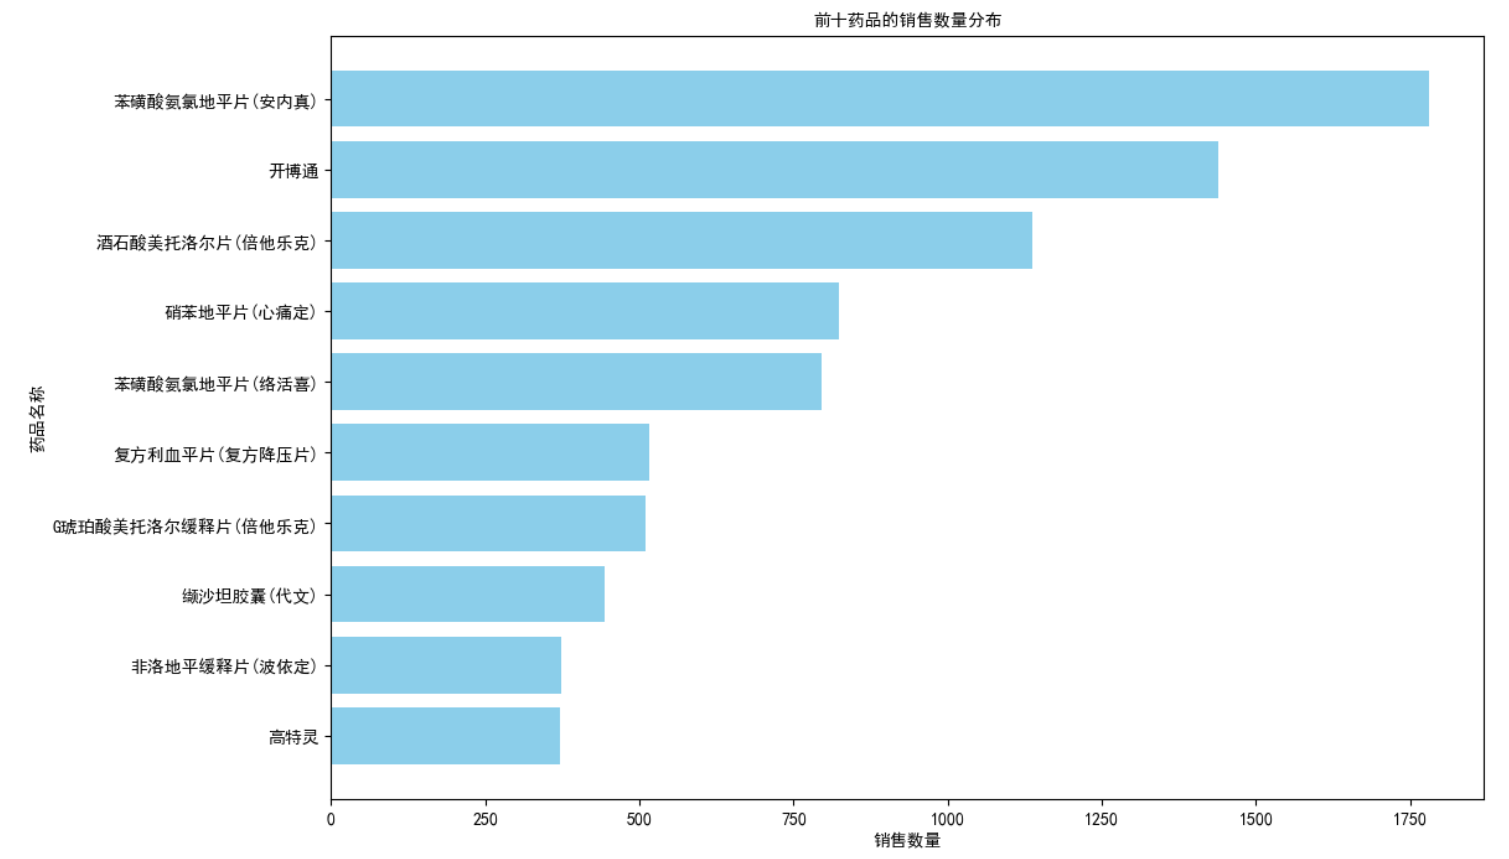 前十药品的销售数量分布
苯磺酸氨氯地平片(安内真)
开博通
酒石酸美托洛尔片(倍他乐克)
硝苯地平片(心痛定)
苯磺酸氨氯地平片(络活喜)
复方利血平片(复方降压片)
G琥珀酸美托洛尔缓释片(倍他乐克)
缬沙坦胶囊(代文)
非洛地平缓释片(波依定)
高特灵
药品名称
0 250 500 750 1000 1250 1500 1750
销售数量